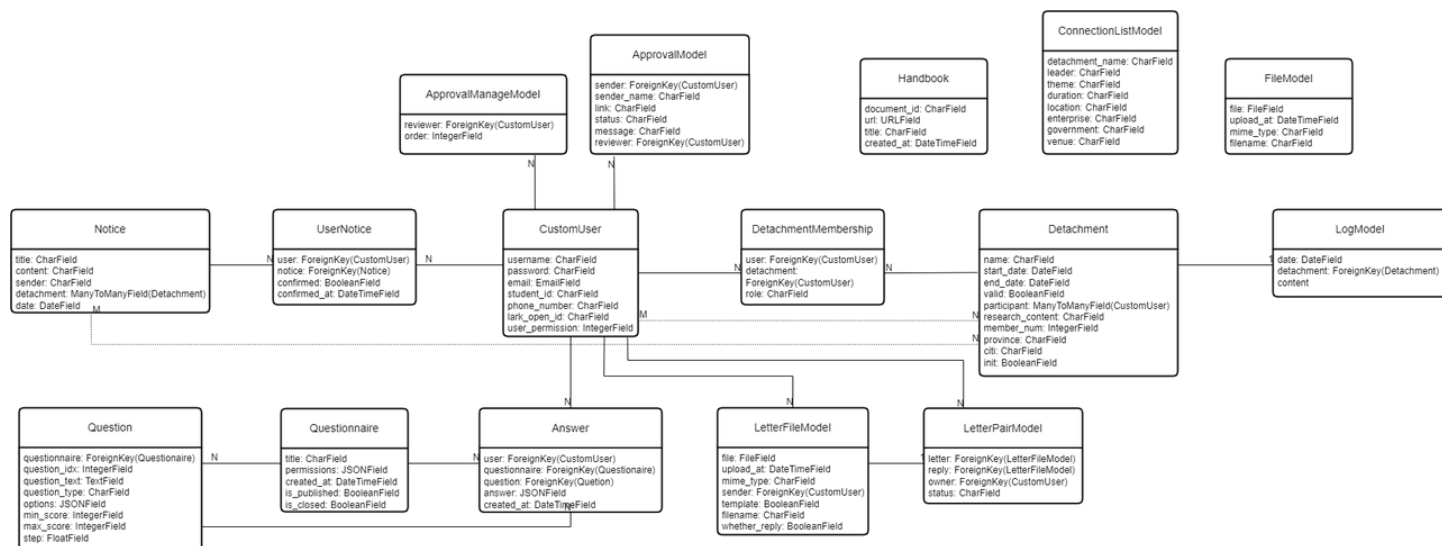 ApprovalManageModel
reviewer: ForeignKey(CustomUser)
order: IntegerField
N
ApprovalModel
sender: ForeignKey(CustomUser)
sender_name: CharField
link: CharField
status: CharField
message: CharField
reviewer: ForeignKey(CustomUser)
N
Handbook
document_id: CharField
url: URLField
title: CharField
created_at: DateTimeField
ConnectionListModel
detachment_name: CharField
leader: CharField
theme: CharField
duration: CharField
location: CharField
enterprise: CharField
government: CharField
venue: CharField
FileModel
file: FileField
upload_at: DateTimeField
mime_type: CharField
filename: CharField
Notice
title: CharField
content: CharField
sender: CharField
detachment: ManyToManyField(Detachment)
date: DateField
M
N
UserNotice
user: ForeignKey(CustomUser)
notice: ForeignKey(Notice)
confirmed: BooleanField
confirmed_at: DateTimeField
N
CustomUser
username: CharField
password: CharField
email: EmailField
student_id: CharField
phone_number: CharField
lark_open_id: CharField
user_permission: IntegerField
M
N
DetachmentMembership
user: ForeignKey(CustomUser)
detachment:
ForeignKey(CustomUser)
role: CharField
N
Detachment
name: CharField
start_date: DateField
end_date: DateField
valid: BooleanField
participant: ManyToManyField(CustomUser)
research_content: CharField
member_num: IntegerField
province: CharField
citi: CharField
init: BooleanField
N
N
1
LogModel
date: DateField
detachment: ForeignKey(Detachment)
content
Question
questionnaire: ForeignKey(Questionaire)
question_idx: IntegerField
question_text: TextField
question_type: CharField
options: JSONField
min_score: IntegerField
max_score: IntegerField
step: FloatField
N
Questionnaire
title: CharField
permissions: JSONField
created_at: DateTimeField
is_published: BooleanField
is_closed: BooleanField
N
N
Answer
user: ForeignKey(CustomUser)
questionnaire: ForeignKey(Questionaire)
question: ForeignKey(Quetion)
answer: JSONField
created_at: DateTimeField
N
N
LetterFileModel
file: FileField
upload_at: DateTimeField
mime_type: CharField
sender: ForeignKey(CustomUser)
template: BooleanField
filename: CharField
whether_reply: BooleanField
1
N
LetterPairModel
letter: ForeignKey(LetterFileModel)
reply: ForeignKey(LetterFileModel)
owner: ForeignKey(CustomUser)
status: CharField